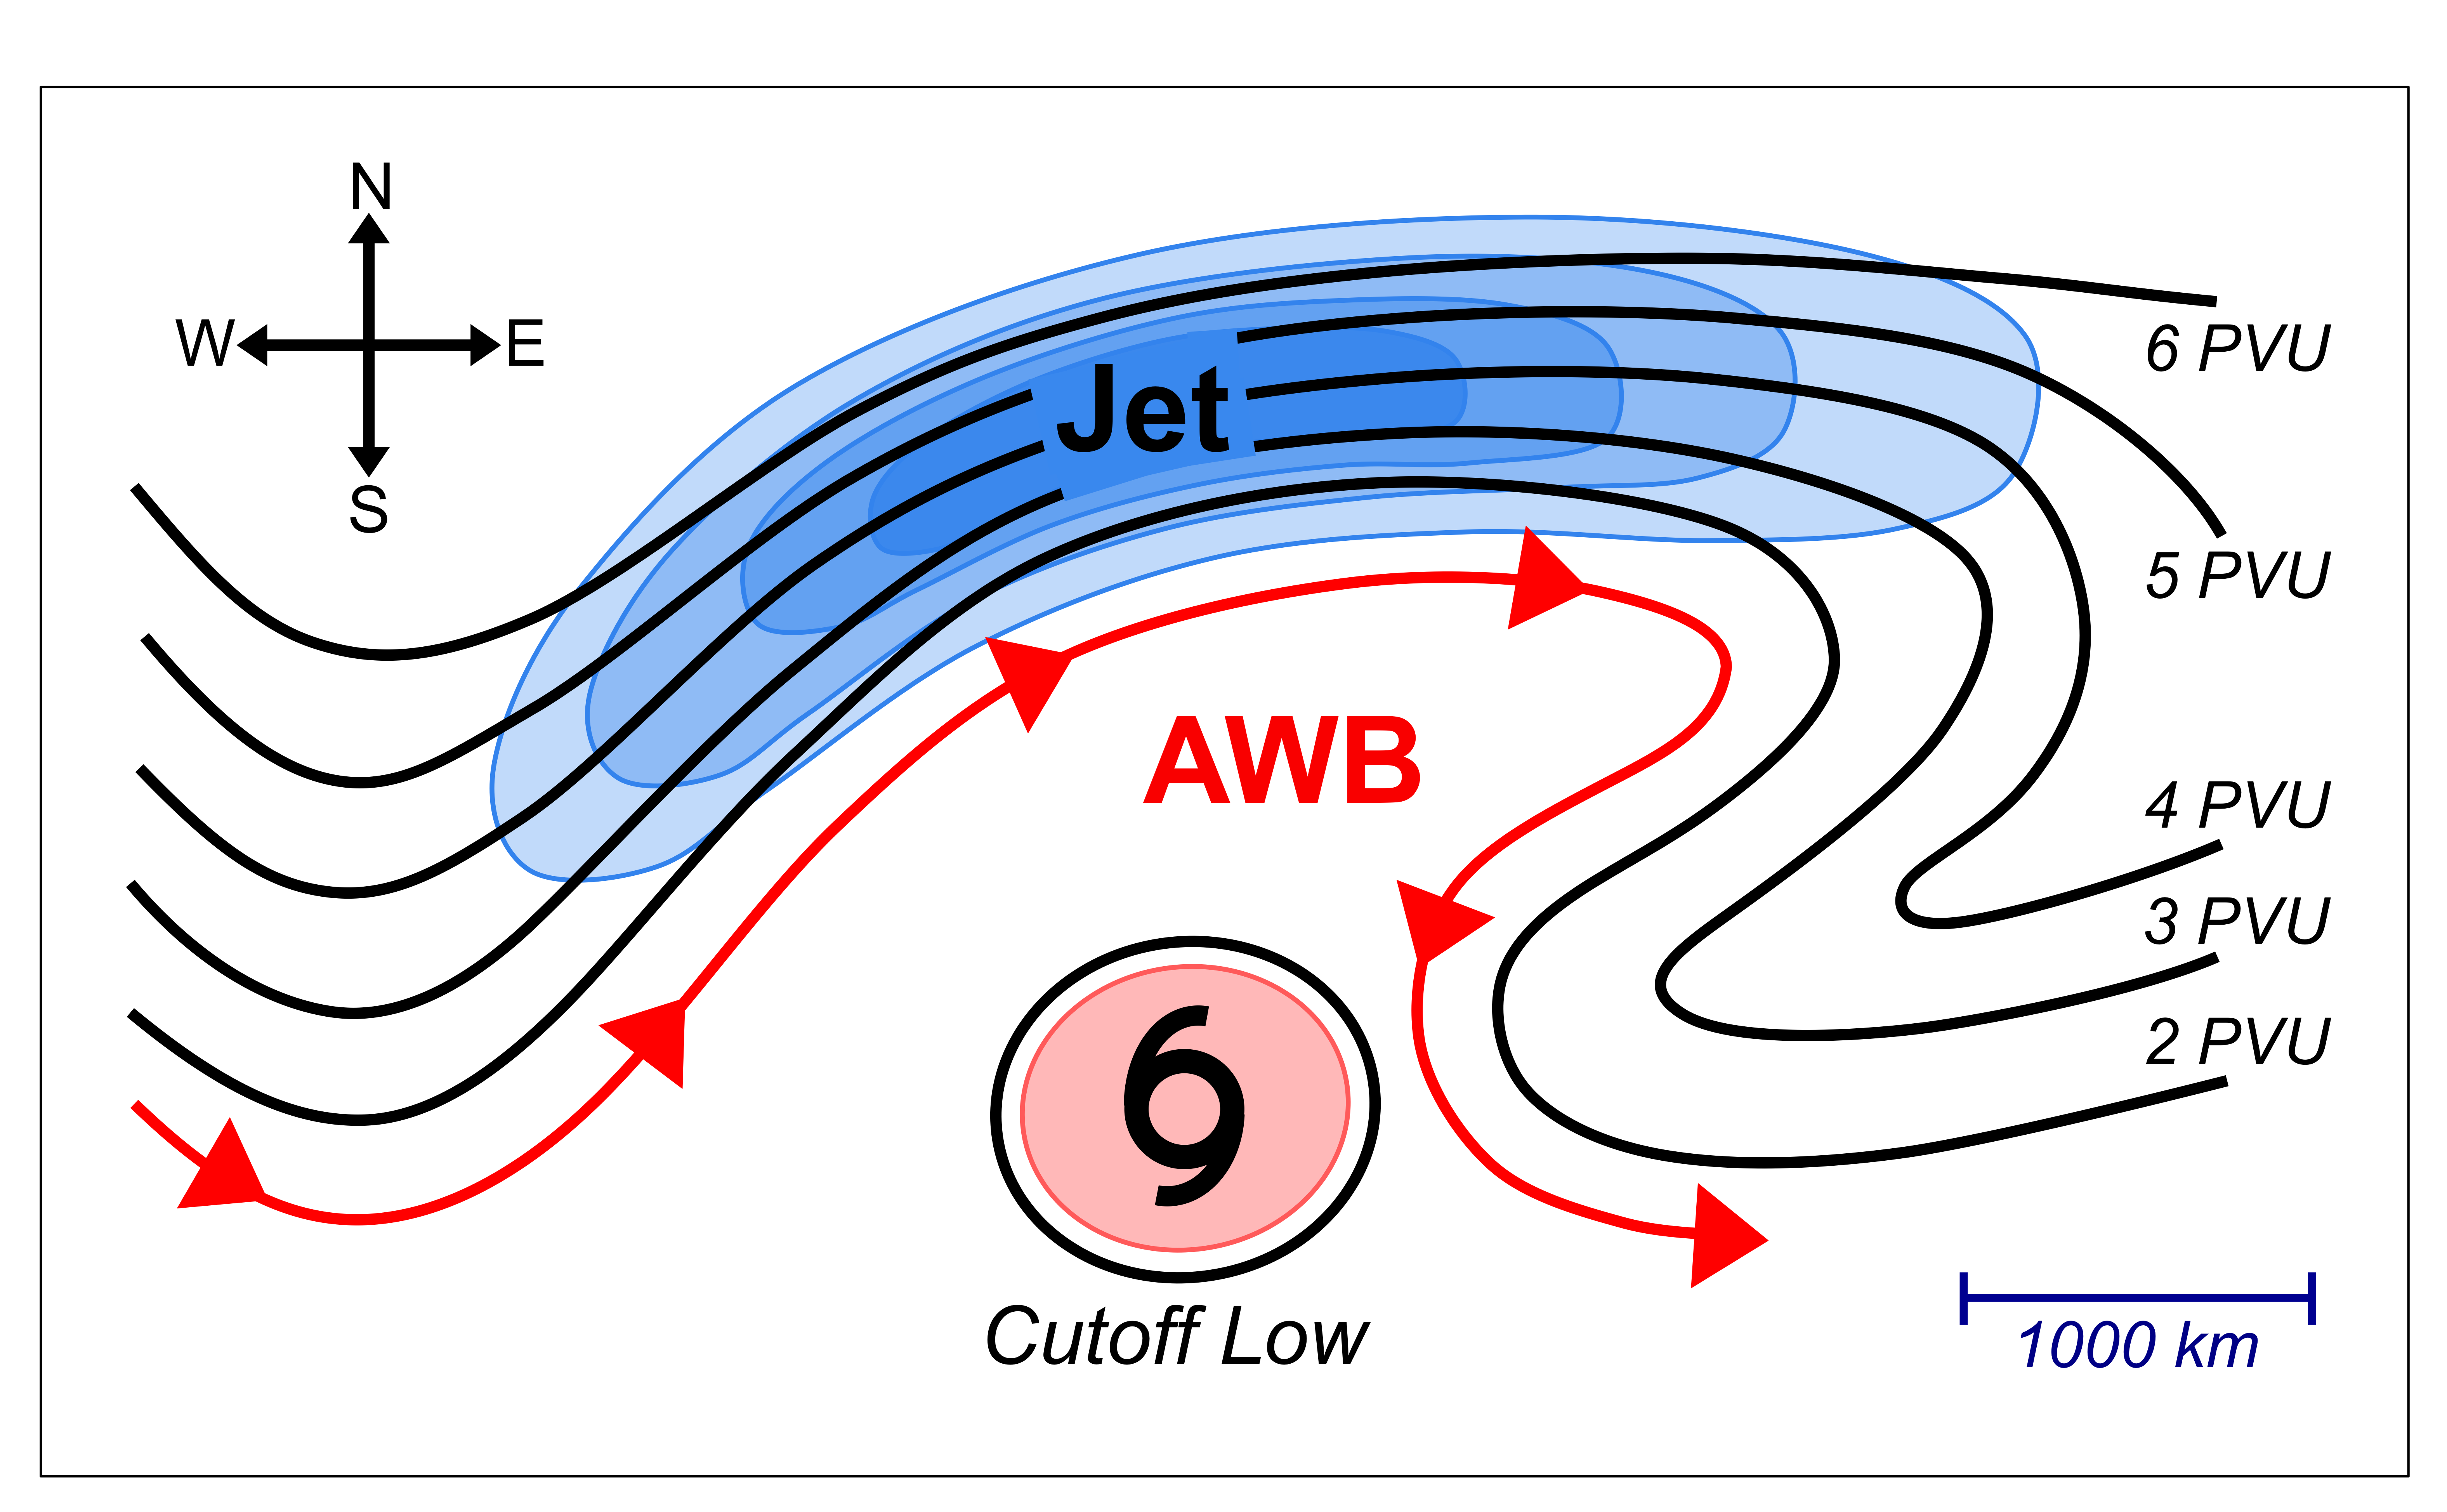 N
W
E
S
Jet
6 PVU
5 PVU
AWB
4 PVU
3 PVU
2 PVU
Cutoff Low
1000 km